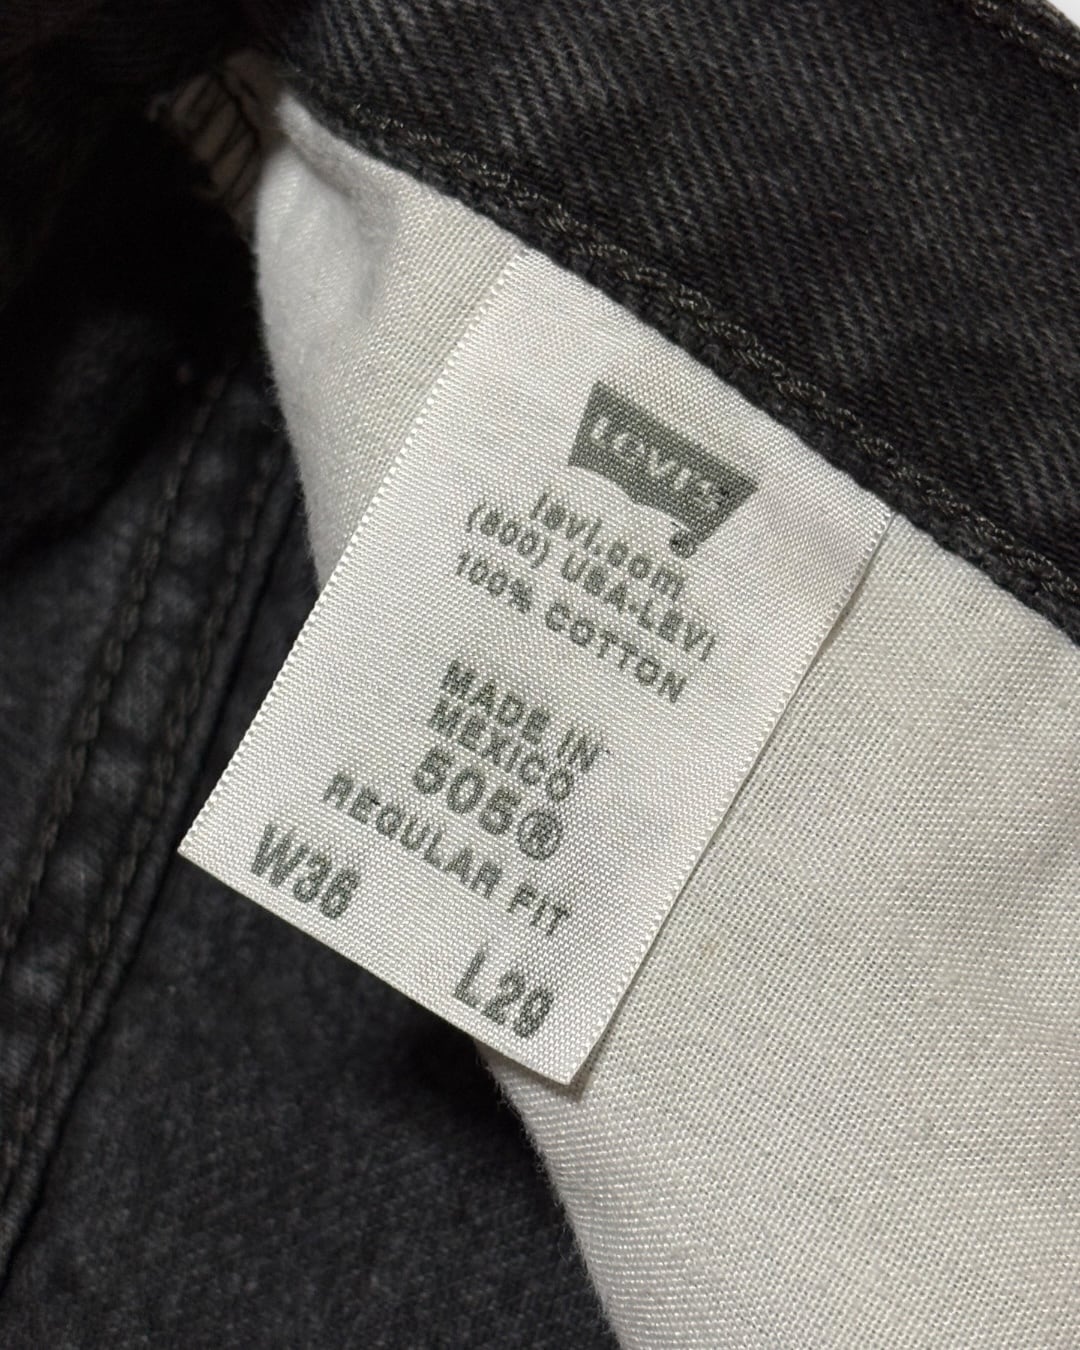 LEVI'S
®
levi.com
(800) USA-LEVI
100% COTTON
MADE IN
MEXICO
505®
REGULAR FIT
W36 L29